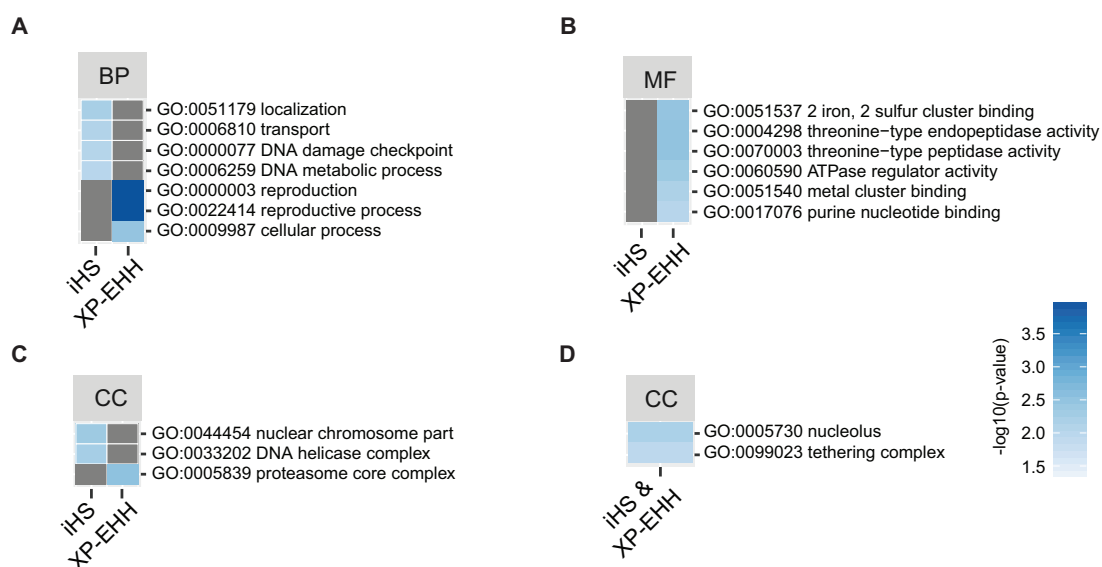 A
BP
GO:0051179 localization
GO:0006810 transport
GO:0000077 DNA damage checkpoint
GO:0006259 DNA metabolic process
GO:0000003 reproduction
GO:0022414 reproductive process
GO:0009987 cellular process
iHS
XP-EHH
B
MF
GO:0051537 2 iron, 2 sulfur cluster binding
GO:0004298 threonine−type endopeptidase activity
GO:0070003 threonine−type peptidase activity
GO:0060590 ATPase regulator activity
GO:0051540 metal cluster binding
GO:0017076 purine nucleotide binding
iHS
XP-EHH
C
CC
GO:0044454 nuclear chromosome part
GO:0033202 DNA helicase complex
GO:0005839 proteasome core complex
iHS
XP-EHH
D
CC
GO:0005730 nucleolus
GO:0099023 tethering complex
iHS &
XP-EHH
-log10(p-value)
3.5
3.0
2.5
2.0
1.5